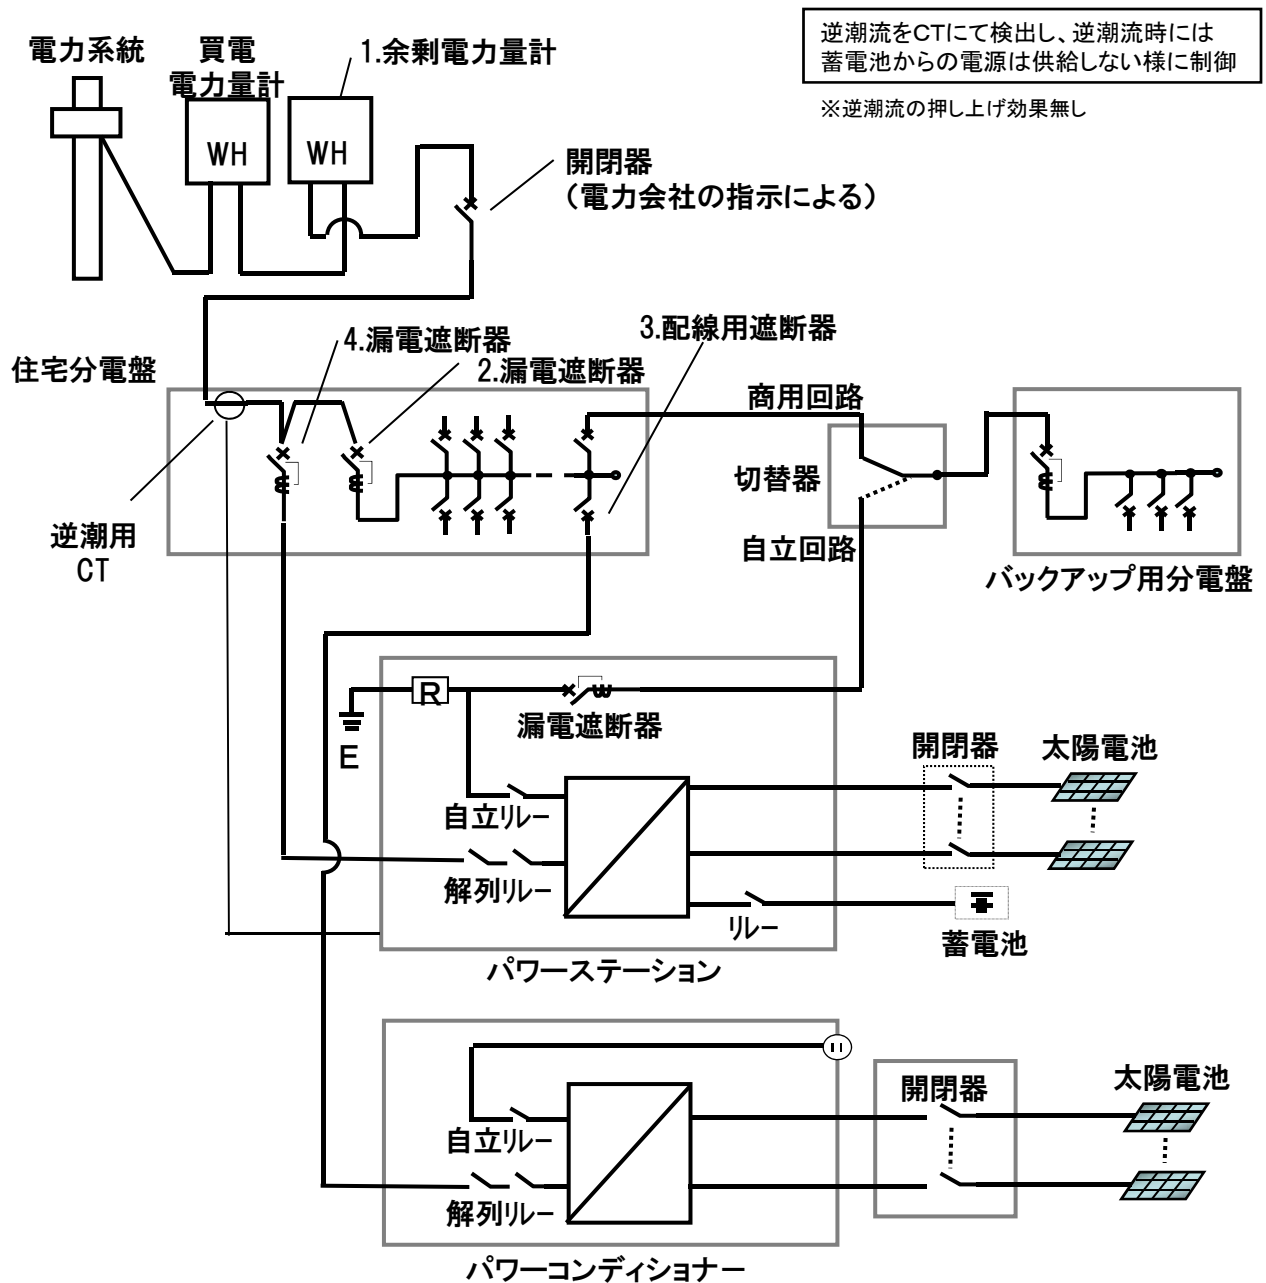 逆潮流をCTにて検出し、逆潮流時には
蓄電池からの電源は供給しない様に制御
※逆潮流の押し上げ効果無し
電力系統
買電
電力量計
1.余剰電力量計
WH
WH
開閉器
（電力会社の指示による）
4.漏電遮断器
3.配線用遮断器
住宅分電盤
2.漏電遮断器
商用回路
切替器
逆潮用
CT
自立回路
バックアップ用分電盤
R
漏電遮断器
E
開閉器
太陽電池
自立リレー
解列リレー
リレー
蓄電池
パワーステーション
開閉器
太陽電池
自立リレー
解列リレー
パワーコンディショナー